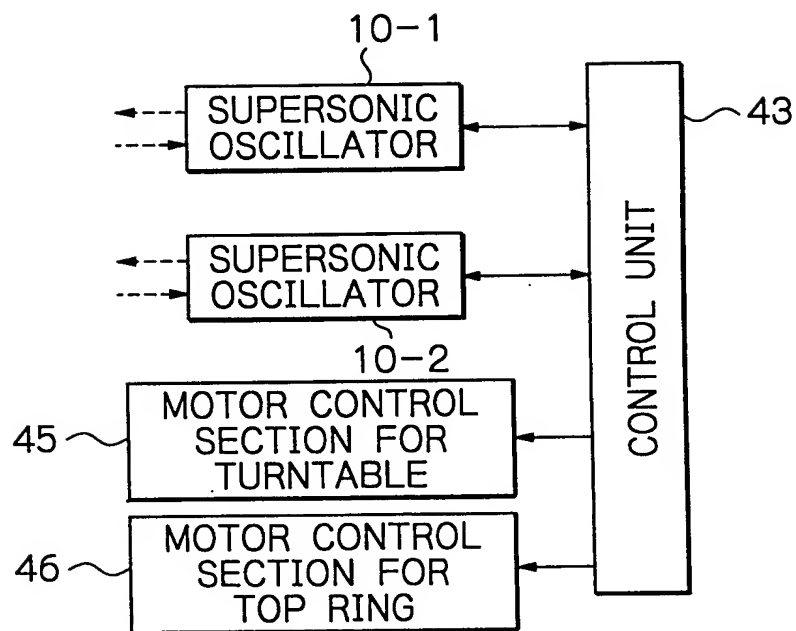 10-1
SUPERSONIC
OSCILLATOR
43
SUPERSONIC
OSCILLATOR
10-2
CONTROL UNIT
45
MOTOR CONTROL
SECTION FOR
TURNTABLE
46
MOTOR CONTROL
SECTION FOR
TOP RING